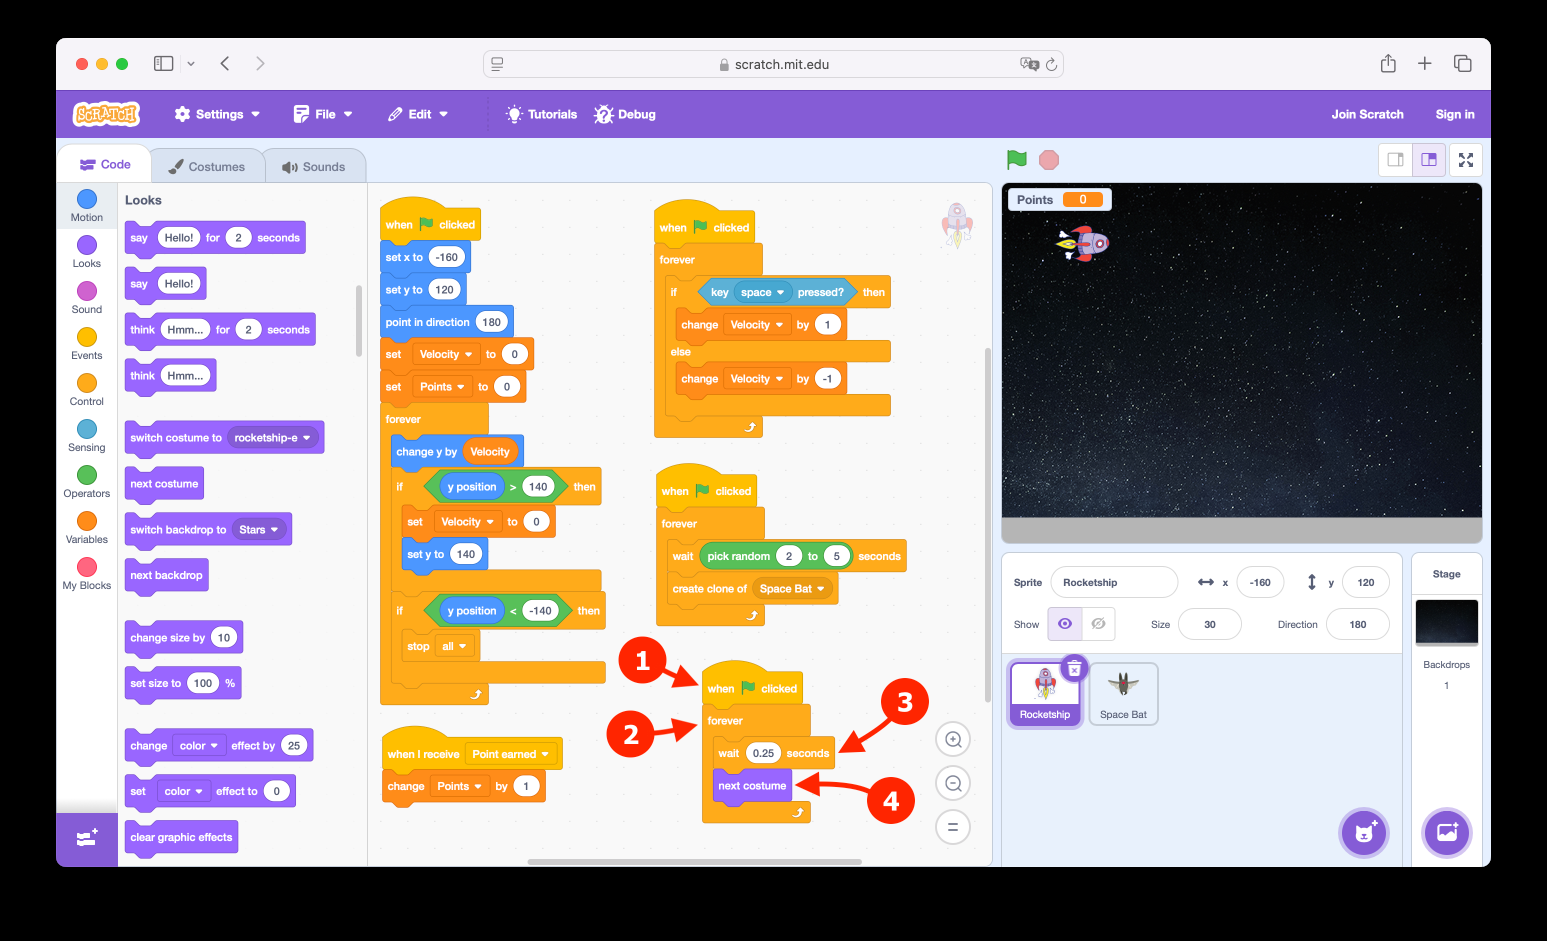 scratch.mit.edu
SCRATCH
Settings
File
Edit
Tutorials
Debug
Join Scratch
Sign in
Code
Costumes
Sounds
Motion
Looks
Sound
Events
Control
Sensing
Operators
Variables
My Blocks
Looks
say Hello! for 2 seconds
say Hello!
think Hmm... for 2 seconds
think Hmm...
switch costume to rocketship-e
next costume
switch backdrop to Stars
next backdrop
change size by 10
set size to 100 %
change color effect by 25
set color effect to 0
clear graphic effects
when clicked
set x to -160
set y to 120
point in direction 180
set Velocity to 0
set Points to 0
forever
change y by Velocity
if y position > 140 then
set Velocity to 0
set y to 140
if y position < -140 then
stop all
when I receive Point earned
change Points by 1
when clicked
forever
if key space pressed? then
change Velocity by 1
else
change Velocity by -1
when clicked
forever
wait pick random 2 to 5 seconds
create clone of Space Bat
1
when clicked
2
forever
3
wait 0.25 seconds
4
next costume
Points 0
Sprite Rocketship x -160 y 120
Show Size 30 Direction 180
Rocketship
Space Bat
Stage
Backdrops
1